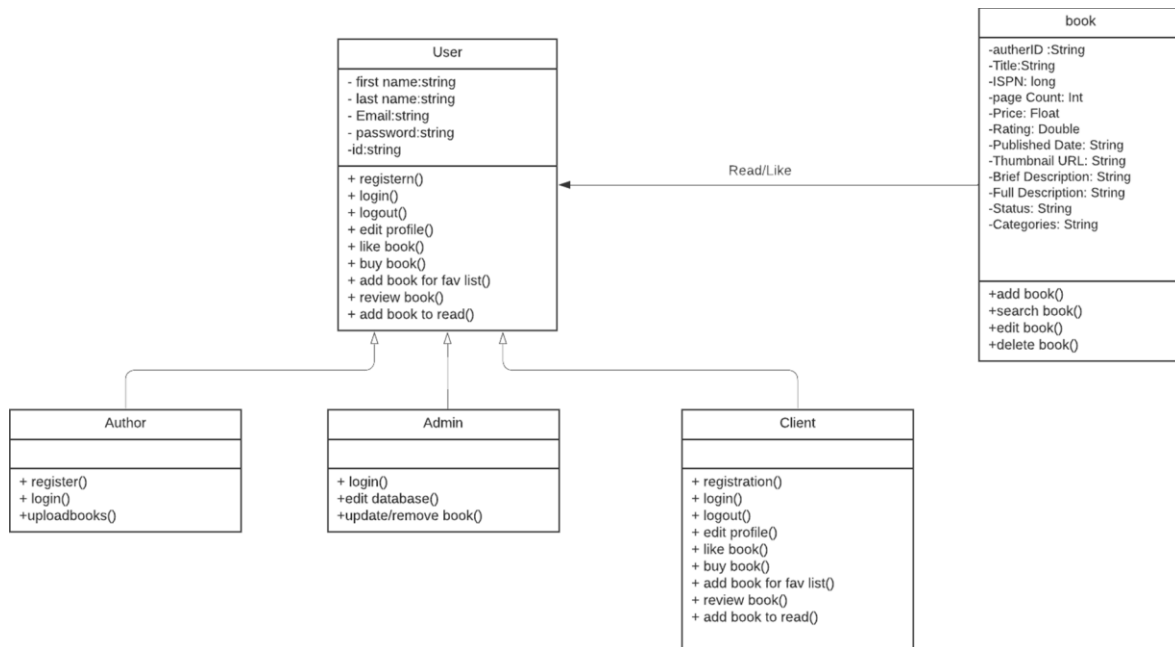 User
- first name:string
- last name:string
- Email:string
- password:string
-id:string
+ registern()
+ login()
+ logout()
+ edit profile()
+ like book()
+ buy book()
+ add book for fav list()
+ review book()
+ add book to read()
Read/Like
book
-autherID :String
-Title:String
-ISPN: long
-page Count: Int
-Price: Float
-Rating: Double
-Published Date: String
-Thumbnail URL: String
-Brief Description: String
-Full Description: String
-Status: String
-Categories: String
+add book()
+search book()
+edit book()
+delete book()
Author
+ register()
+ login()
+uploadbooks()
Admin
+ login()
+edit database()
+update/remove book()
Client
+ registration()
+ login()
+ logout()
+ edit profile()
+ like book()
+ buy book()
+ add book for fav list()
+ review book()
+ add book to read()